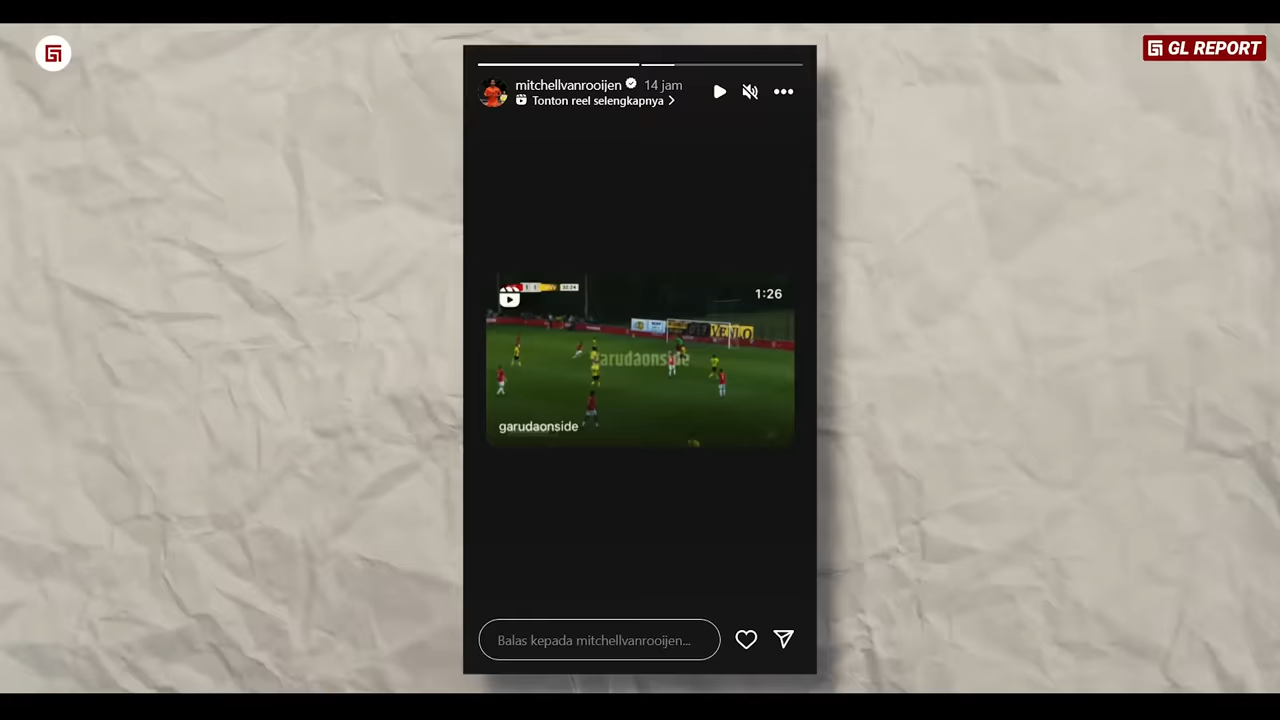 GL REPORT
mitchellvanrooijen 14 jam
Tonton reel selengkapnya
1:26
VENLO
garudaonside
garudaonside
Balas kepada mitchellvanrooijen...